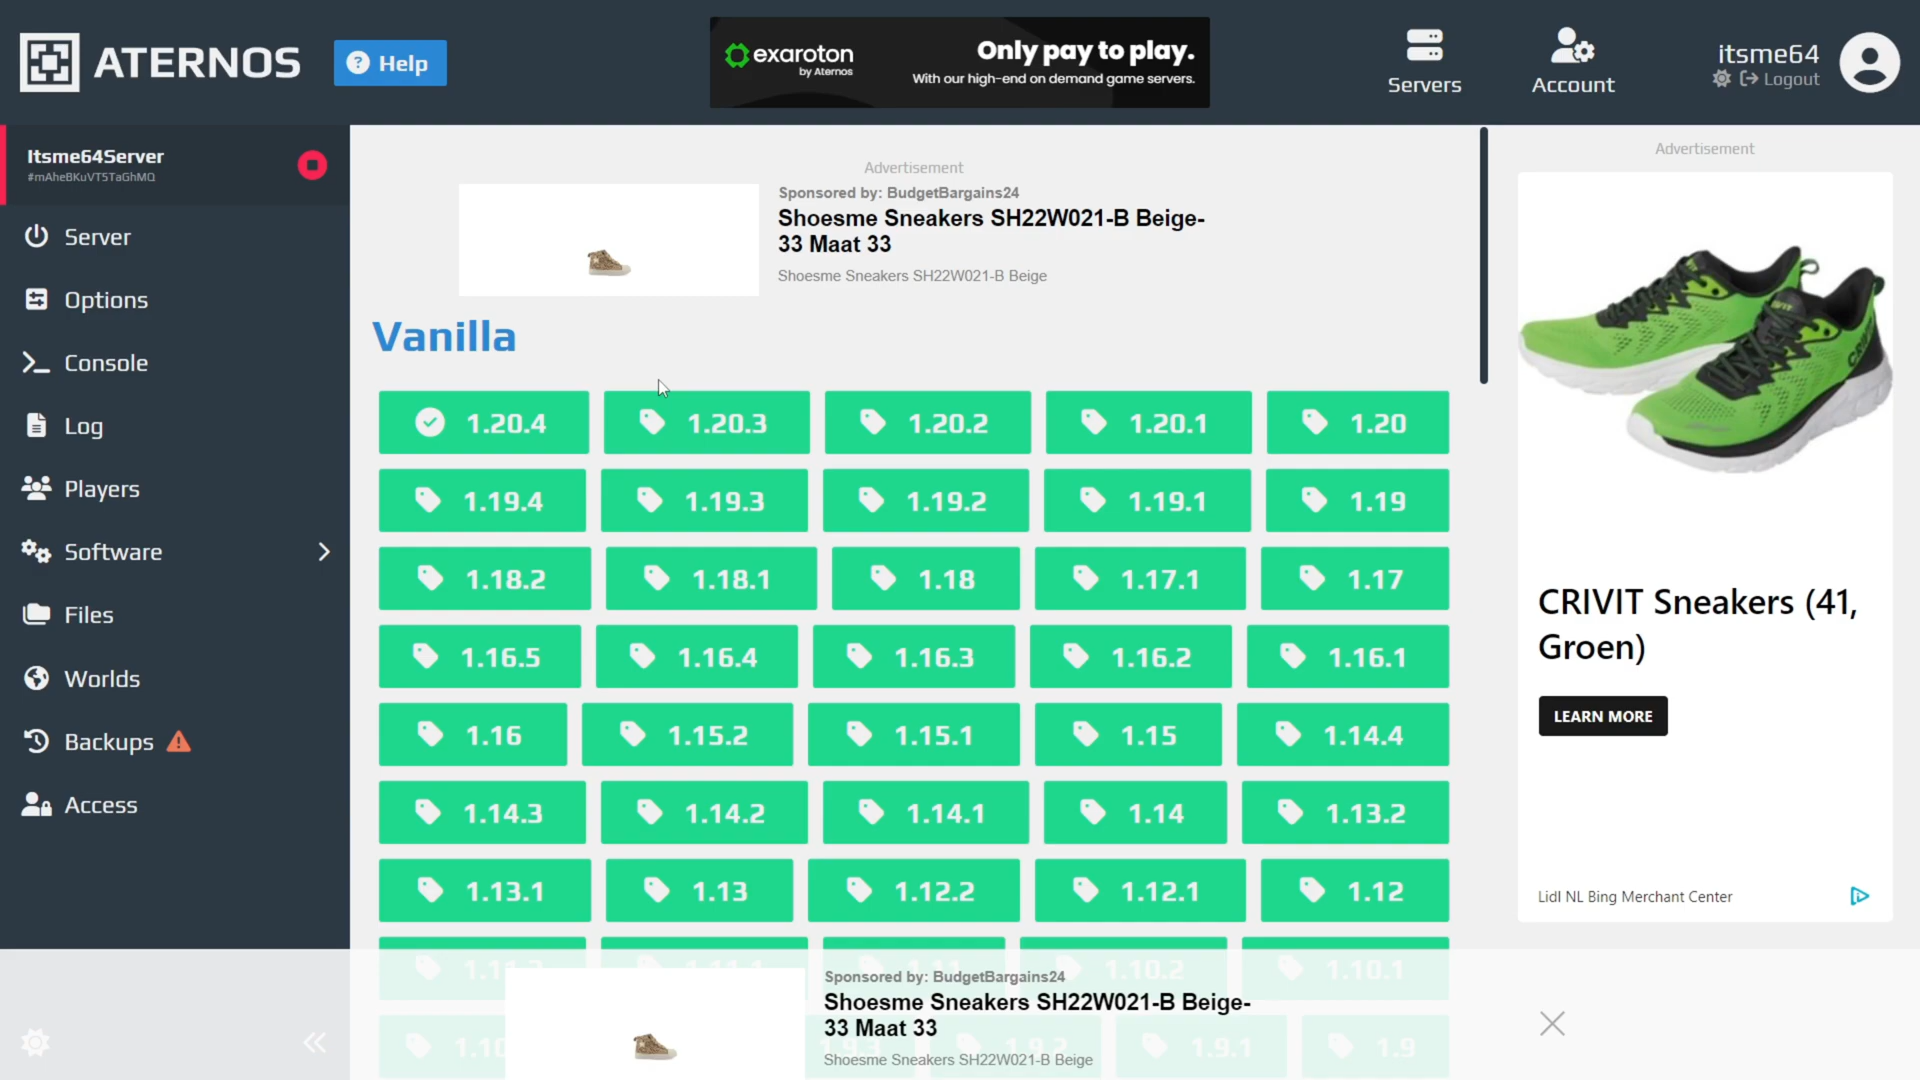 ATERNOS
Help
exaroton
by Aternos
Only pay to play.
With our high-end on demand game servers.
Servers
Account
itsme64
Logout
Itsme64Server
Server
Options
Console
Log
Players
Software
Files
Worlds
Backups
Access
Advertisement
Sponsored by: BudgetBargains24
Shoesme Sneakers SH22W021-B Beige-
33 Maat 33
Shoesme Sneakers SH22W021-B Beige
Vanilla
1.20.4 1.20.3 1.20.2 1.20.1 1.20
1.19.4 1.19.3 1.19.2 1.19.1 1.19
1.18.2 1.18.1 1.18 1.17.1 1.17
1.16.5 1.16.4 1.16.3 1.16.2 1.16.1
1.16 1.15.2 1.15.1 1.15 1.14.4
1.14.3 1.14.2 1.14.1 1.14 1.13.2
1.13.1 1.13 1.12.2 1.12.1 1.12
1.10.2 1.10.1
1.9.1 1.9
Sponsored by: BudgetBargains24
Shoesme Sneakers SH22W021-B Beige-
33 Maat 33
Shoesme Sneakers SH22W021-B Beige
Advertisement
CRIVIT Sneakers (41,
Groen)
LEARN MORE
Lidl NL Bing Merchant Center